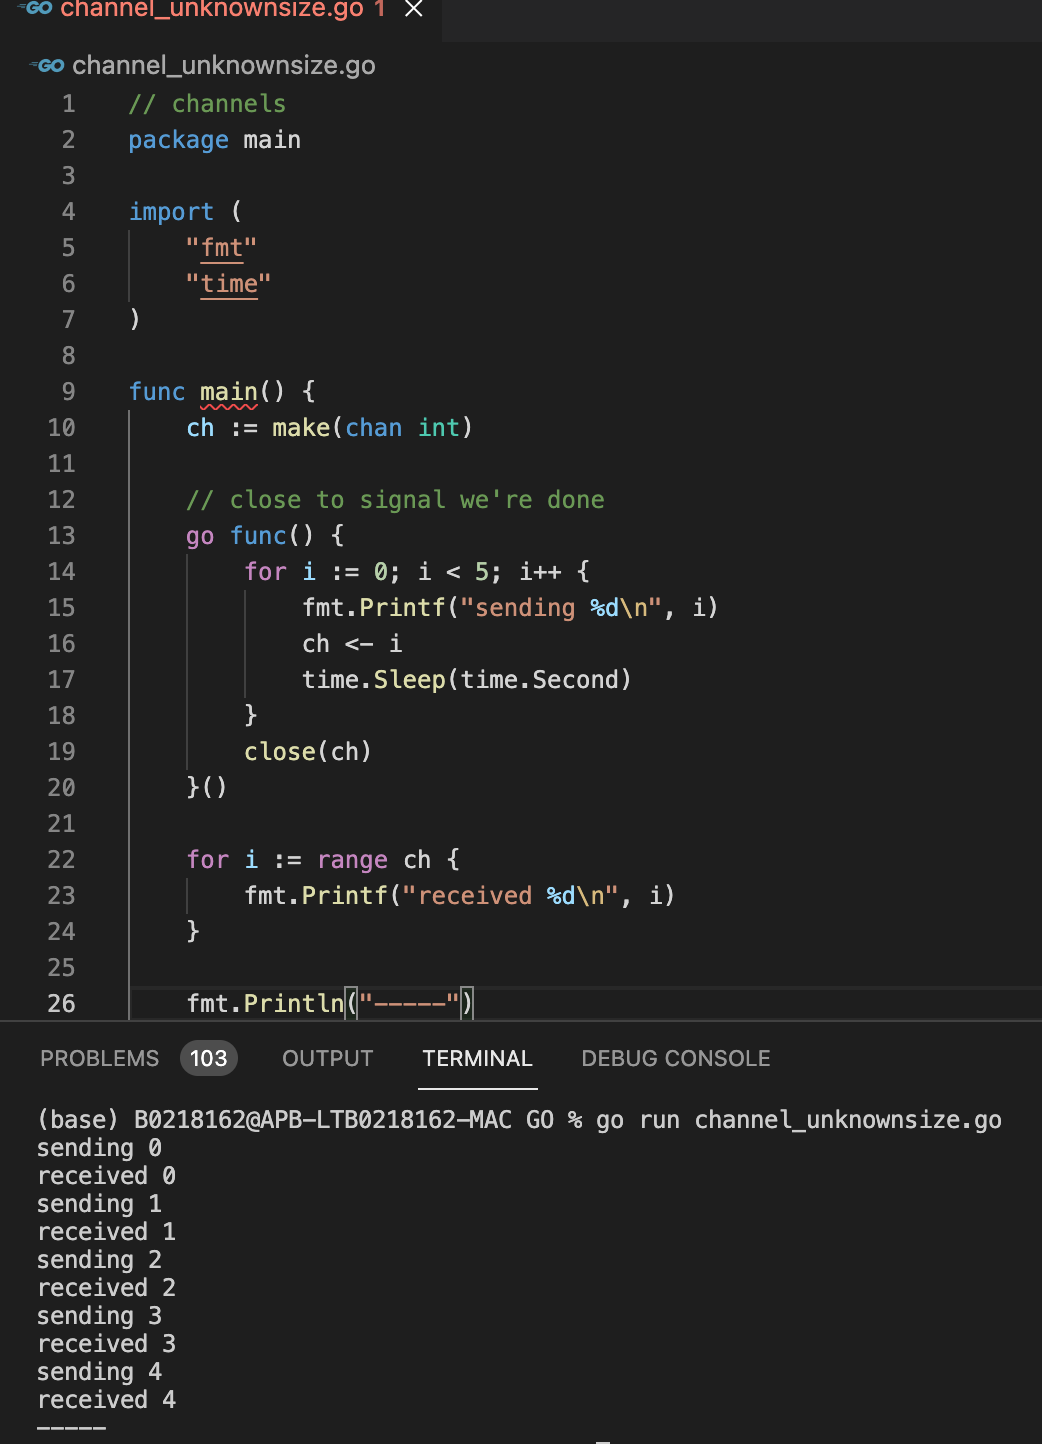 GO channel_unknownsize.go 1 ×
GO channel_unknownsize.go
1 // channels
2 package main
3
4 import (
5 "fmt"
6 "time"
7 )
8
9 func main() {
10 ch := make(chan int)
11
12 // close to signal we're done
13 go func() {
14 for i := 0; i < 5; i++ {
15 fmt.Printf("sending %d\n", i)
16 ch <- i
17 time.Sleep(time.Second)
18 }
19 close(ch)
20 }()
21
22 for i := range ch {
23 fmt.Printf("received %d\n", i)
24 }
25
26 fmt.Println("-----")
PROBLEMS 103 OUTPUT TERMINAL DEBUG CONSOLE
(base) B0218162@APB-LTB0218162-MAC GO % go run channel_unknownsize.go
sending 0
received 0
sending 1
received 1
sending 2
received 2
sending 3
received 3
sending 4
received 4
-----